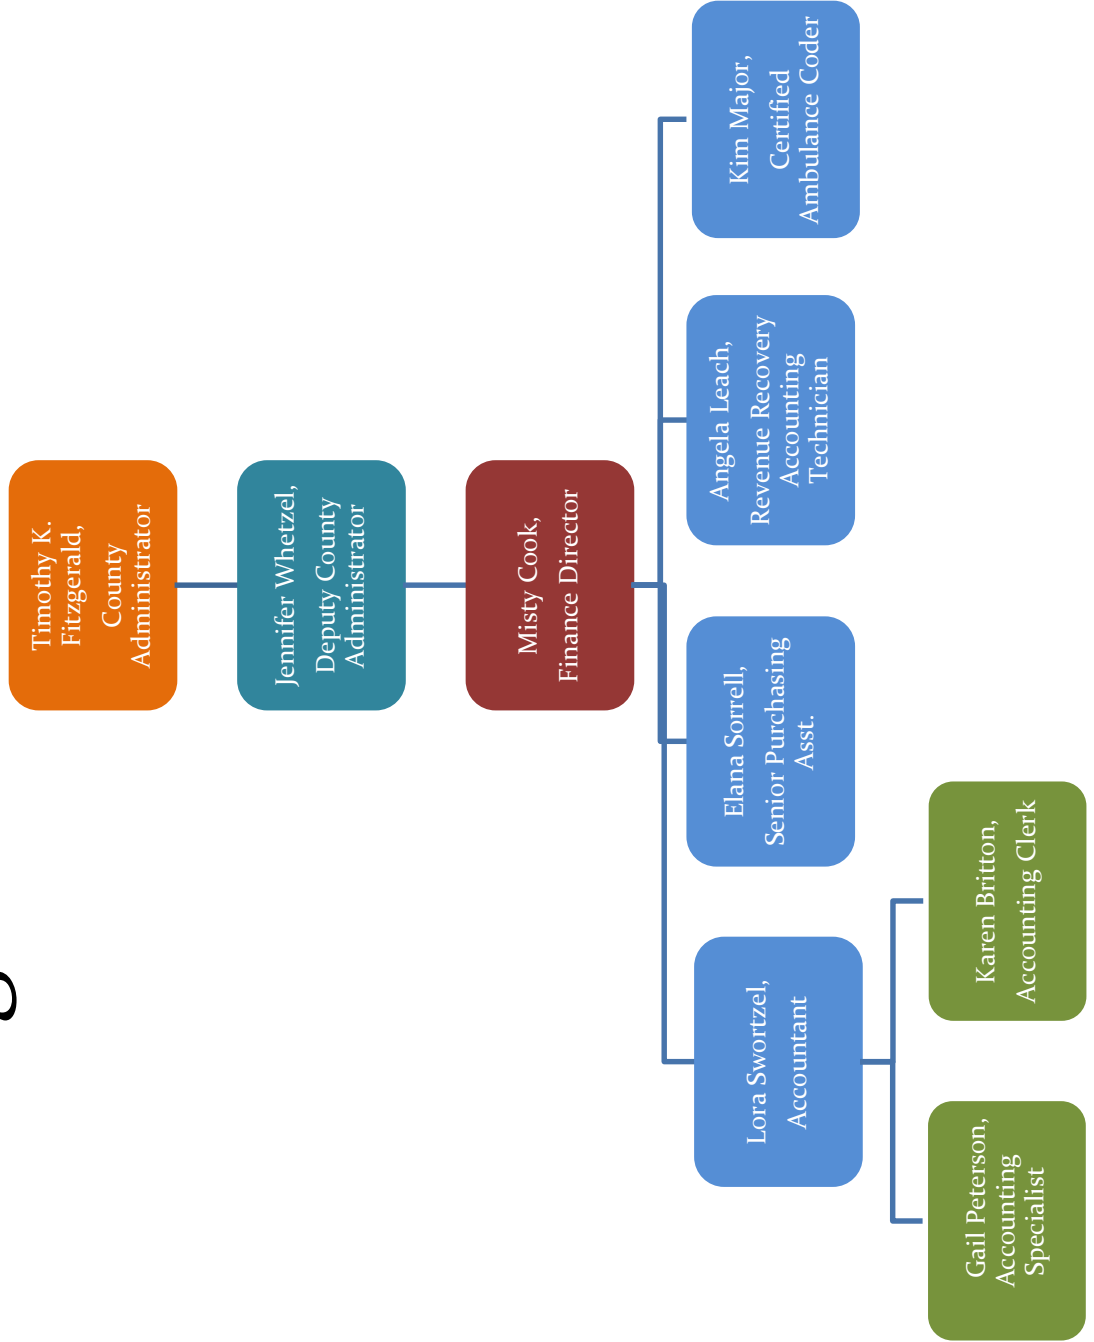 Timothy K.
Fitzgerald,
County
Administrator
Jennifer Whetzel,
Deputy County
Administrator
Misty Cook,
Finance Director
Lora Swortzel,
Accountant
Elana Sorrell,
Senior Purchasing
Asst.
Angela Leach,
Revenue Recovery
Accounting
Technician
Kim Major,
Certified
Ambulance Coder
Gail Peterson,
Accounting
Specialist
Karen Britton,
Accounting Clerk